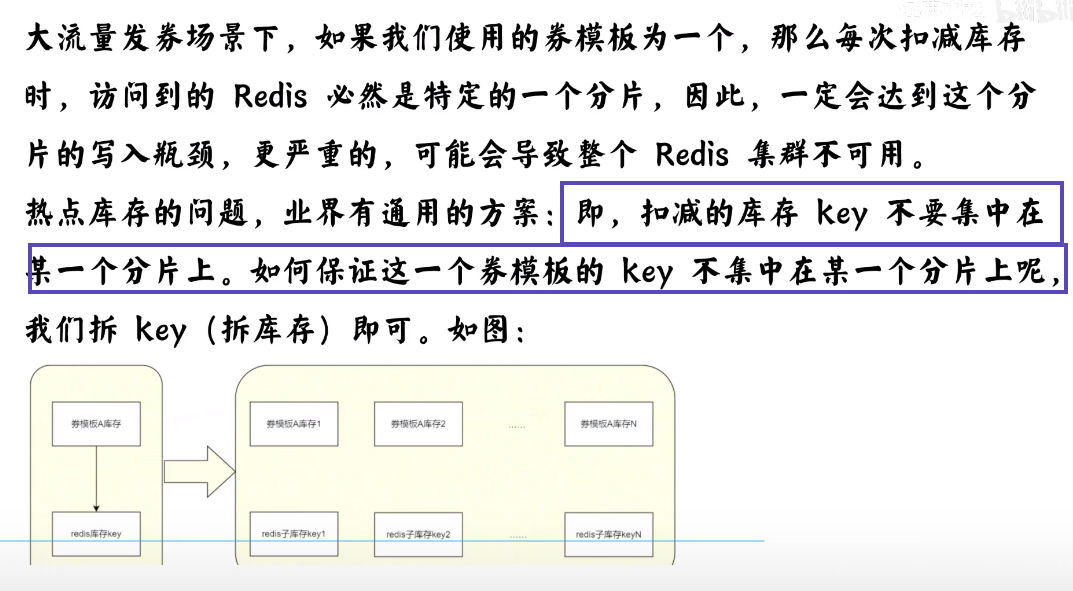 大流量发券场景下，如果我们使用的券模板为一个，那么每次扣减库存
时，访问到的 Redis 必然是特定的一个分片，因此，一定会达到这个分
片的写入瓶颈，更严重的，可能会导致整个 Redis 集群不可用。
热点库存的问题，业界有通用的方案：即，扣减的库存 key 不要集中在
某一个分片上。如何保证这一个券模板的 key 不集中在某一个分片上呢，
我们拆 key（拆库存）即可。如图：
券模板A库存
redis库存key
券模板A库存1
券模板A库存2
......
券模板A库存N
redis子库存key1
redis子库存key2
......
redis子库存keyN
bilibili